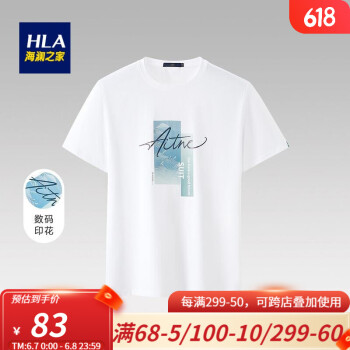 HLA
海澜之家
618
Actnc
SUIT
数码
印花
预估到手价
¥ 83
TM:6.7 0:00 - 6.8 23:59
每满299-50，可跨店叠加使用
满68-5/100-10/299-60